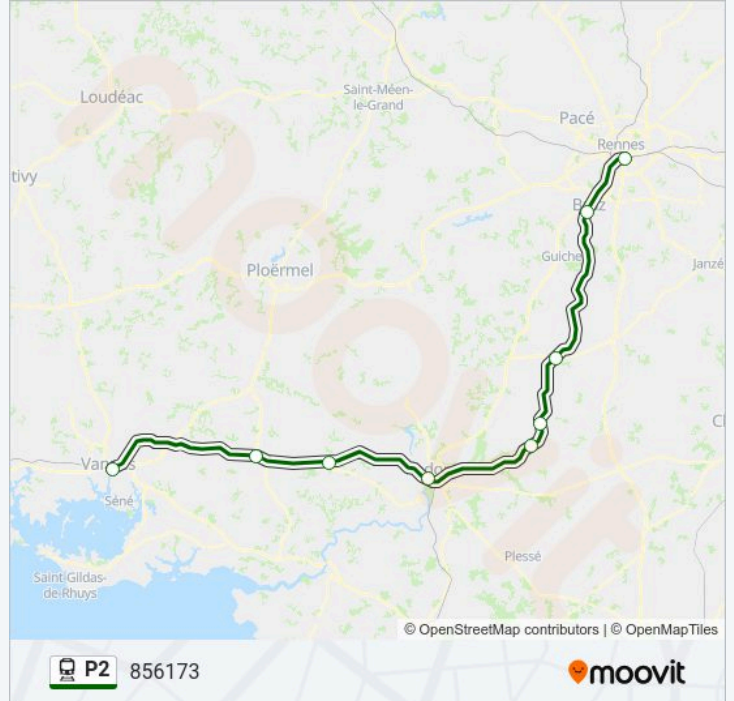 Loudéac
Saint-Méen-
le-Grand
Pacé
Rennes
tivy
Ploërmel
Guiche
Janzé
Séné
Plessé
Saint-Gildas-
de-Rhuys
© OpenStreetMap contributors | © OpenMapTiles
P2 856173 moovit